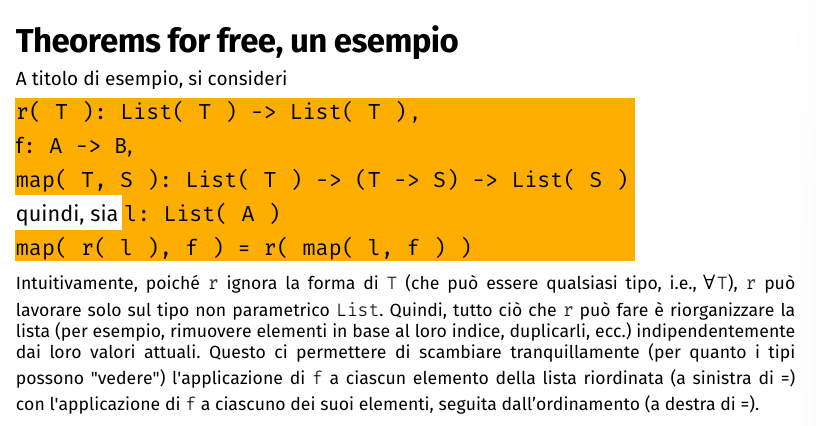 Theorems for free, un esempio
A titolo di esempio, si consideri
r( T ): List( T ) -> List( T ),
f: A -> B,
map( T, S ): List( T ) -> (T -> S) -> List( S )
quindi, sia l: List( A )
map( r( l ), f ) = r( map( l, f ) )
Intuitivamente, poiché r ignora la forma di T (che può essere qualsiasi tipo, i.e., ∀T), r può
lavorare solo sul tipo non parametrico List. Quindi, tutto ciò che r può fare è riorganizzare la
lista (per esempio, rimuovere elementi in base al loro indice, duplicarli, ecc.) indipendentemente
dai loro valori attuali. Questo ci permettere di scambiare tranquillamente (per quanto i tipi
possono "vedere") l'applicazione di f a ciascun elemento della lista riordinata (a sinistra di =)
con l'applicazione di f a ciascuno dei suoi elementi, seguita dall’ordinamento (a destra di =).